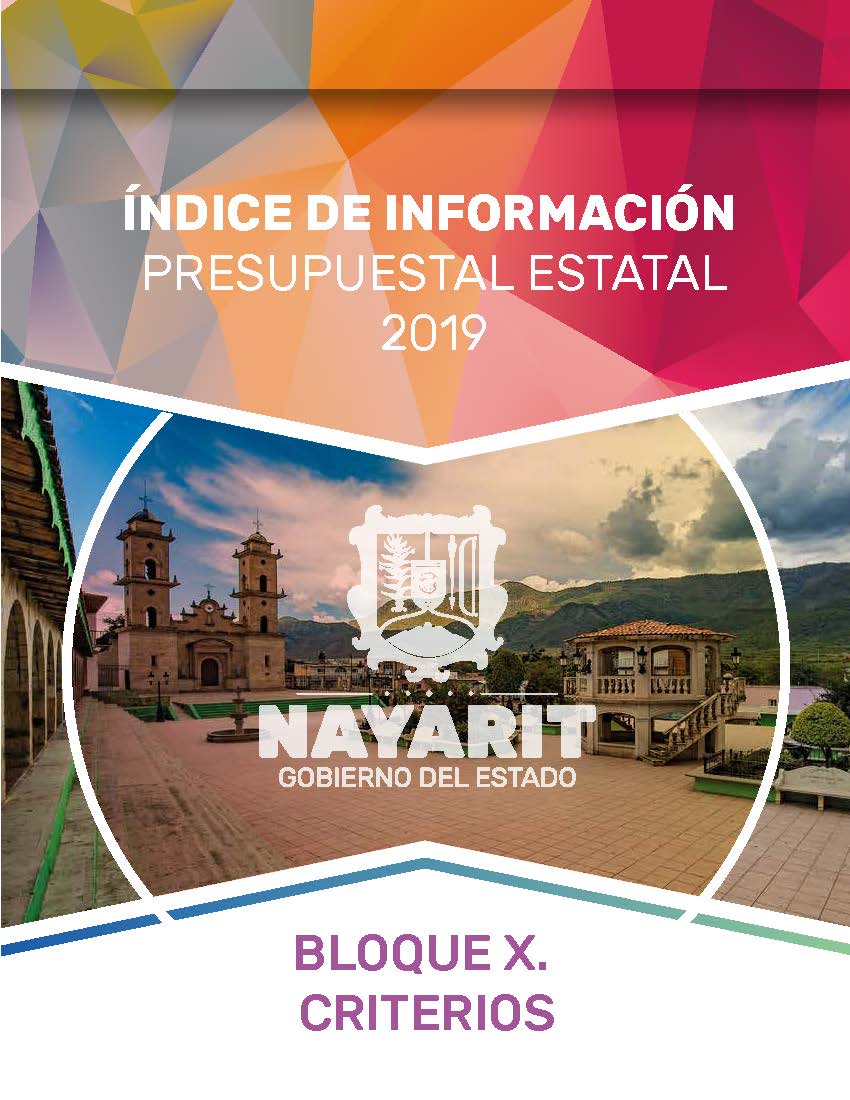 ÍNDICE DE INFORMACIÓN
PRESUPUESTAL ESTATAL
2019
NAYARIT
GOBIERNO DEL ESTADO
BLOQUE X.
CRITERIOS